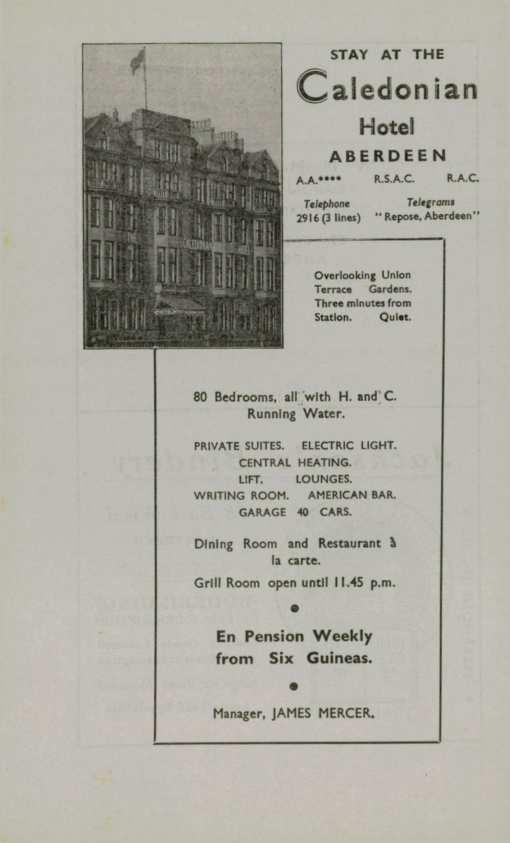 STAY AT THE
Caledonian
Hotel
ABERDEEN
A.A.**** R.S.A.C. R.A.C.
Telephone Telegrams
2916 (3 lines) "Repose, Aberdeen"
Overlooking Union
Terrace Gardens.
Three minutes from
Station. Quiet.
80 Bedrooms, all with H. and C.
Running Water.
PRIVATE SUITES. ELECTRIC LIGHT.
CENTRAL HEATING.
LIFT. LOUNGES.
WRITING ROOM. AMERICAN BAR.
GARAGE 40 CARS.
Dining Room and Restaurant à
la carte.
Grill Room open until 11.45 p.m.
●
En Pension Weekly
from Six Guineas.
●
Manager, JAMES MERCER.